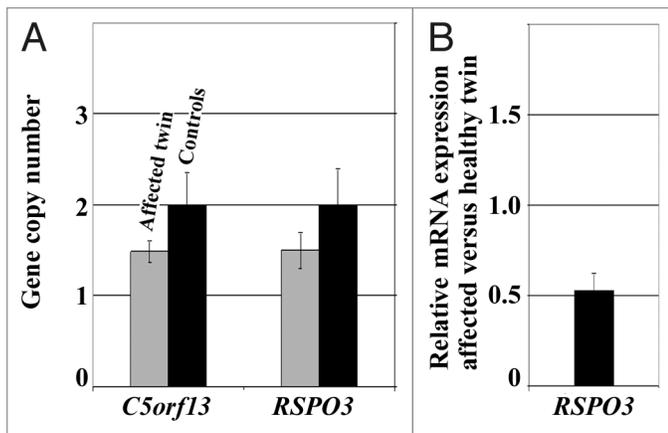 A
Gene copy number
3
2
1
0
Affected twin
Controls
C5orf13
RSPO3
B
Relative mRNA expression
affected versus healthy twin
1.5
1.0
0.5
0
RSPO3